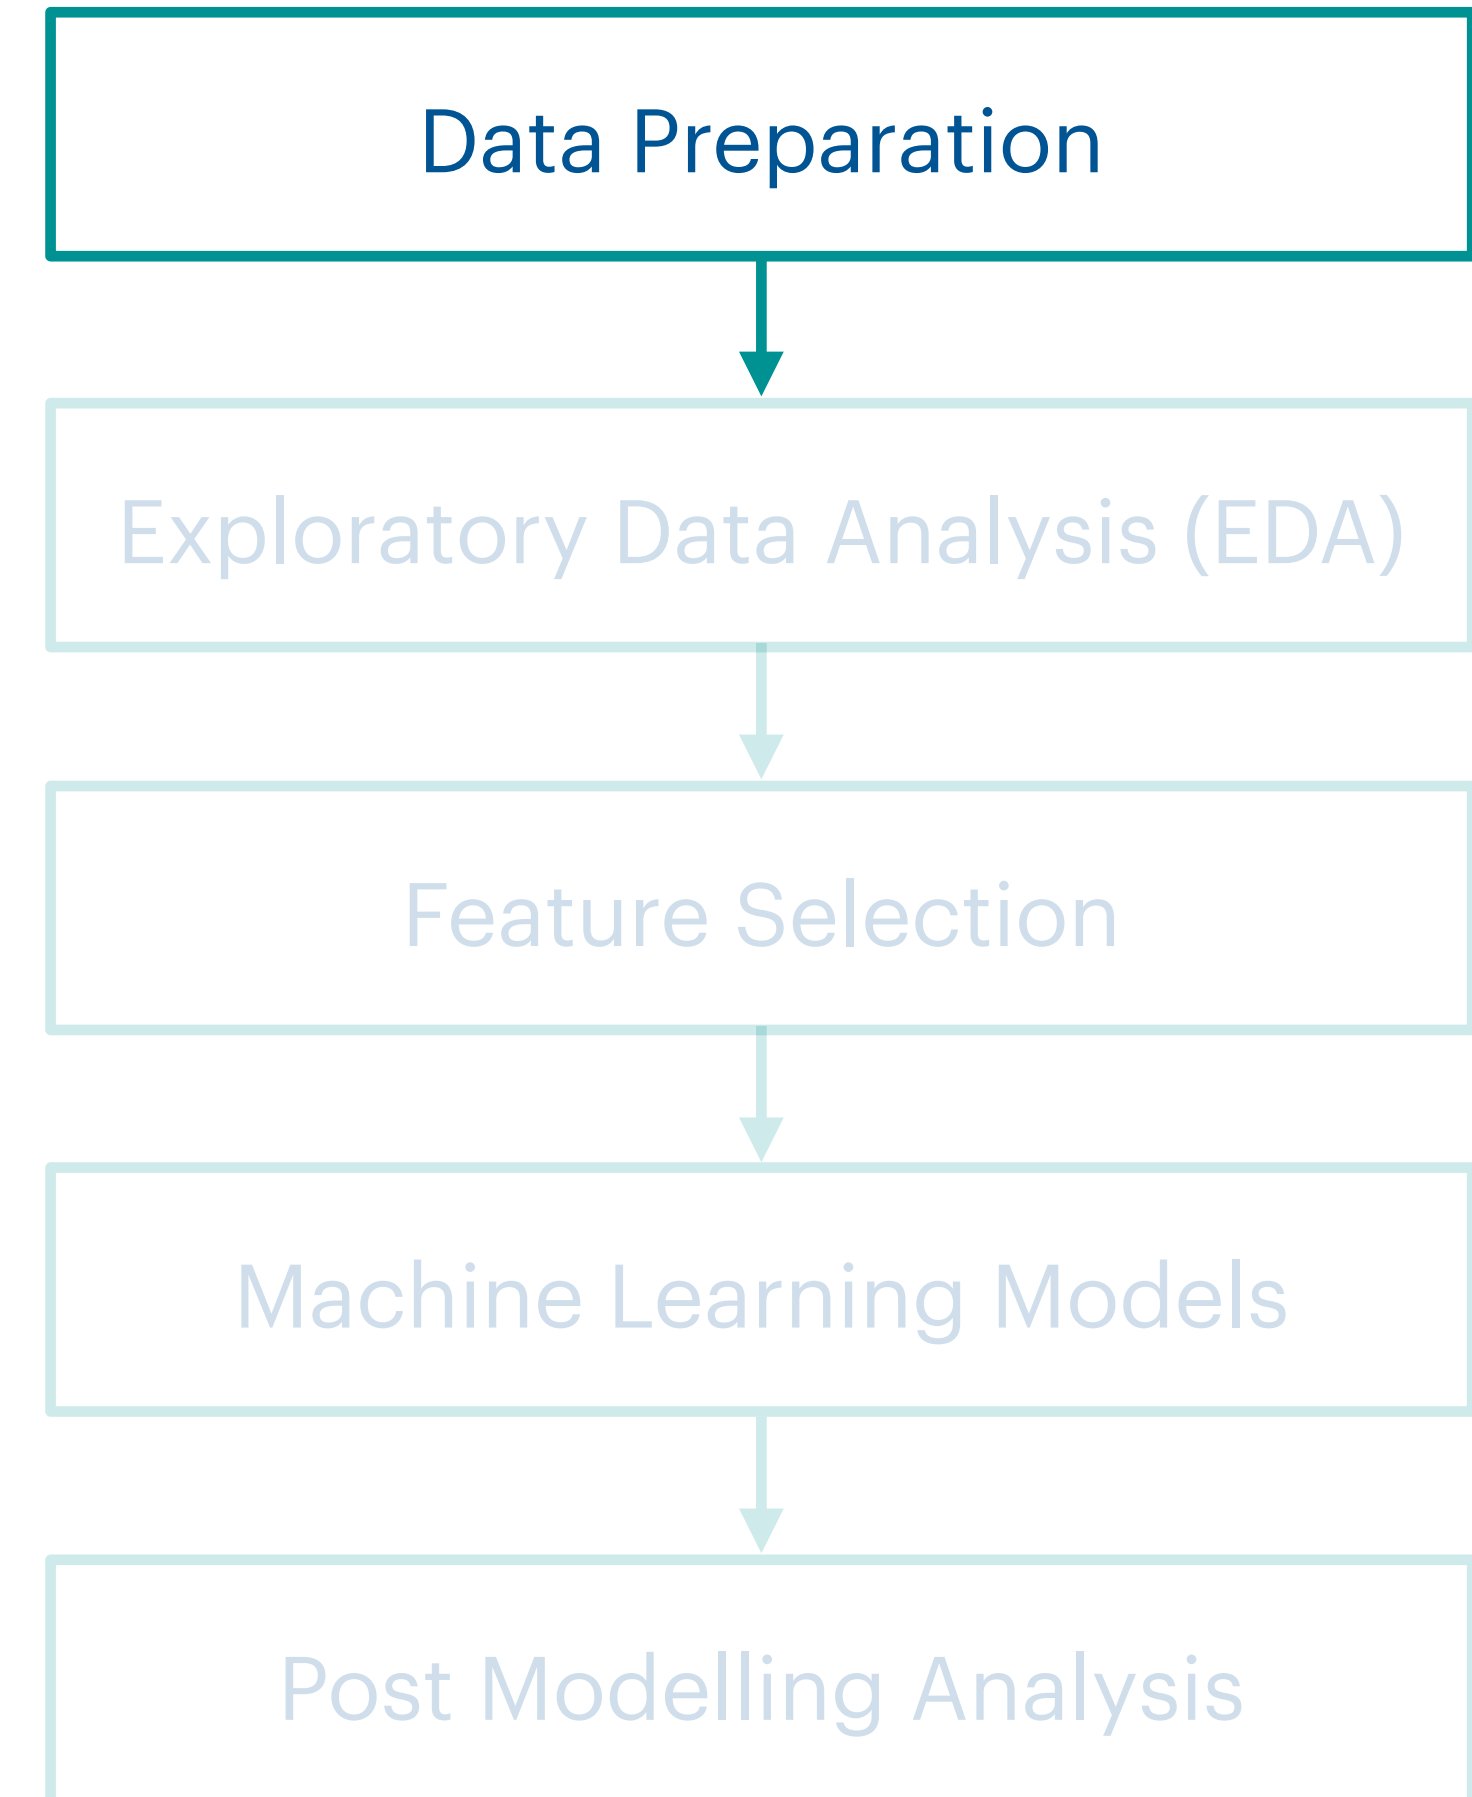 Data Preparation
Exploratory Data Analysis (EDA)
Feature Selection
Machine Learning Models
Post Modelling Analysis